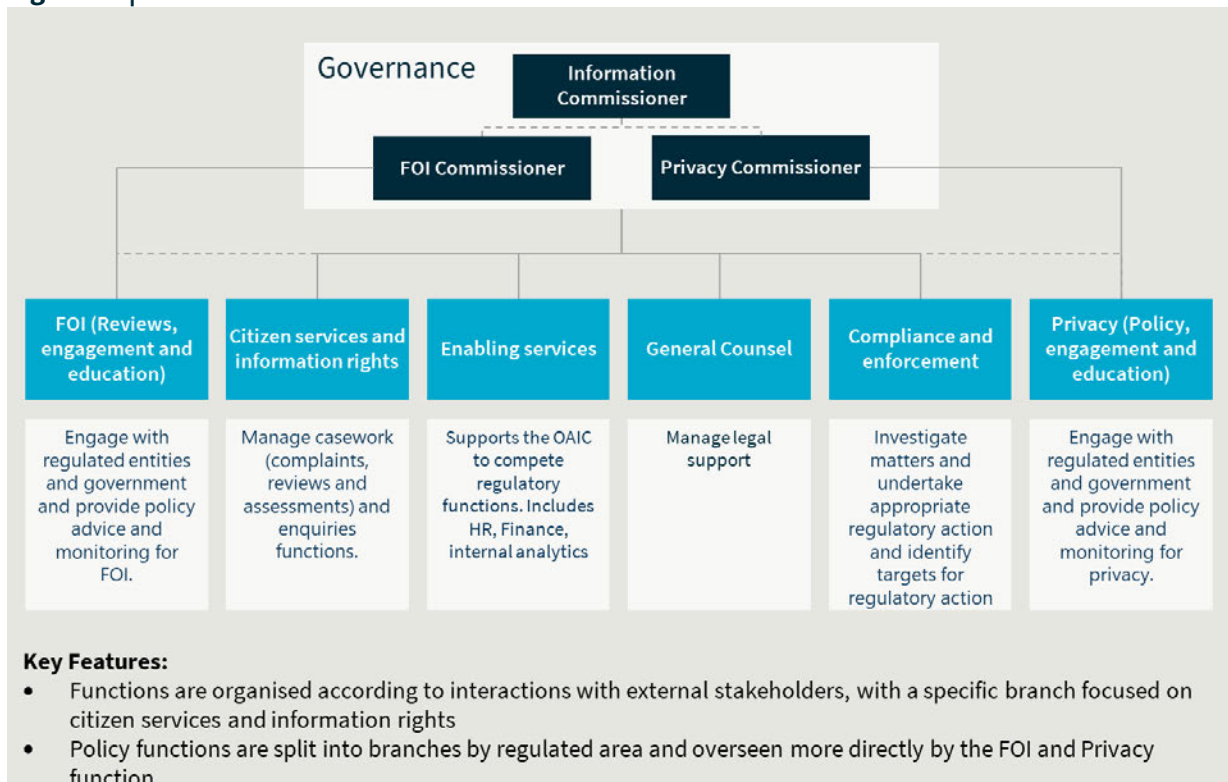 Governance
Information
Commissioner
FOI Commissioner
Privacy Commissioner
FOI (Reviews,
engagement and
education)
Engage with
regulated entities
and government
and provide policy
advice and
monitoring for
FOI.
Citizen services and
information rights
Manage casework
(complaints,
reviews and
assessments) and
enquiries
functions.
Enabling services
Supports the OAIC
to compete
regulatory
functions. Includes
HR, Finance,
internal analytics
General Counsel
Manage legal
support
Compliance and
enforcement
Investigate
matters and
undertake
appropriate
regulatory action
and identify
targets for
regulatory action
Privacy (Policy,
engagement and
education)
Engage with
regulated entities
and government
and provide policy
advice and
monitoring for
privacy.
Key Features:
• Functions are organised according to interactions with external stakeholders, with a specific branch focused on
citizen services and information rights
• Policy functions are split into branches by regulated area and overseen more directly by the FOI and Privacy
function